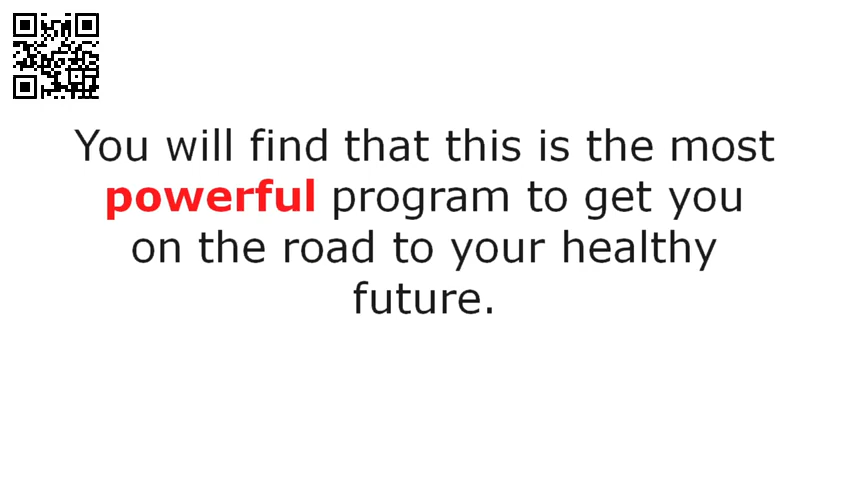 You will find that this is the most
powerful program to get you
on the road to your healthy
future.